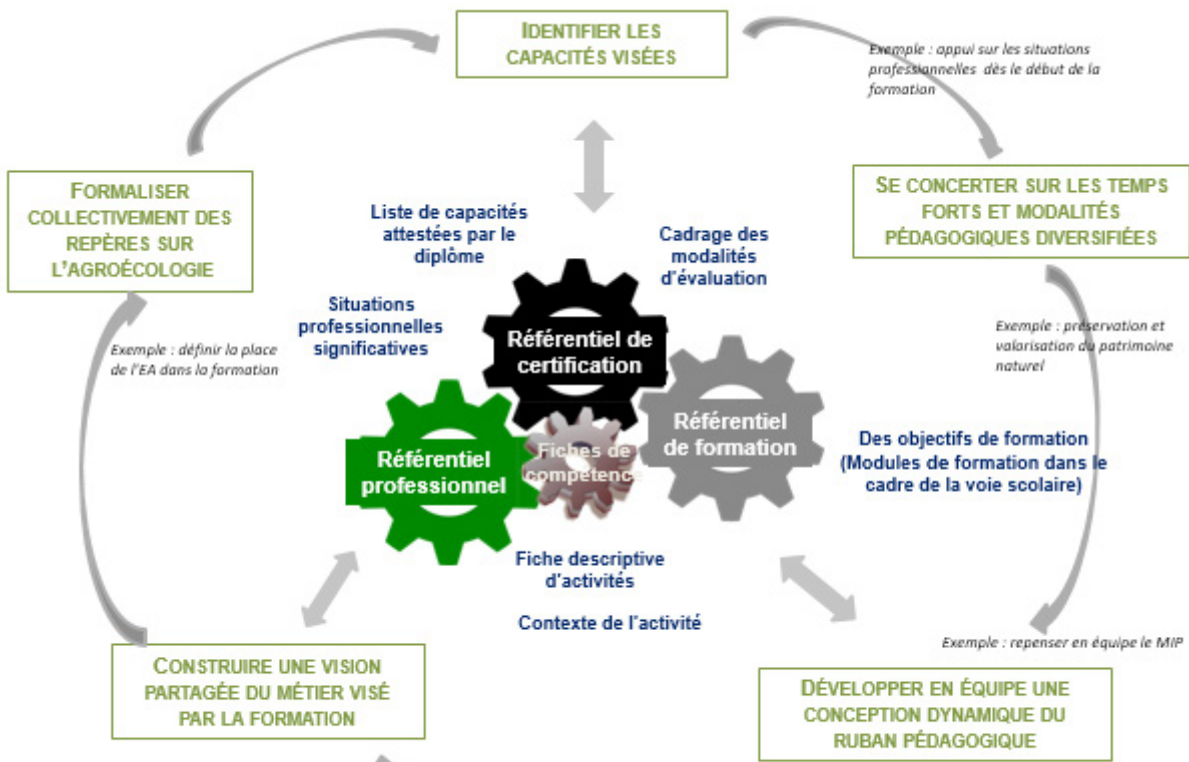 IDENTIFIER LES
CAPACITÉS VISÉES
Exemple : appui sur les situations
professionnelles dès le début de la
formation
FORMALISER
COLLECTIVEMENT DES
REPÈRES SUR
L'AGROÉCOLOGIE
SE CONCERTER SUR LES TEMPS
FORTS ET MODALITÉS
PÉDAGOGIQUES DIVERSIFIÉES
Liste de capacités
attestées par le
diplôme
Cadrage des
modalités
d'évaluation
Situations
professionnelles
significatives
Exemple : définir la place
de l'EA dans la formation
Exemple : préservation et
valorisation du patrimoine
naturel
Référentiel de
certification
Référentiel
de formation
Référentiel
professionnel
Fiches de
compétence
Des objectifs de formation
(Modules de formation dans le
cadre de la voie scolaire)
Fiche descriptive
d'activités
Contexte de l'activité
Exemple : repenser en équipe le MIP
CONSTRUIRE UNE VISION
PARTAGÉE DU MÉTIER VISÉ
PAR LA FORMATION
DÉVELOPPER EN ÉQUIPE UNE
CONCEPTION DYNAMIQUE DU
RUBAN PÉDAGOGIQUE